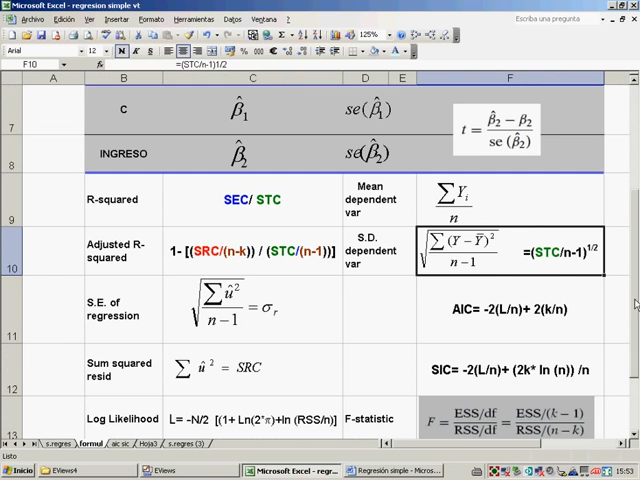 Microsoft Excel - regresion simple vt
Archivo Edición Ver Insertar Formato Herramientas Datos Ventana ?
Escriba una pregunta
125%
Arial 12 N K S
F10 fx =(STC/n-1)1/2
A B C D E F
7 C β̂1 se(β̂1) t = (β̂2 − β2) / se (β̂2)
8 INGRESO β̂2 se(β̂2)
9 R-squared SEC/ STC Mean dependent var ∑Yi / n
10 Adjusted R-squared 1- [(SRC/(n-k)) / (STC/(n-1))] S.D. dependent var √(∑(Y − Ȳ)² / n−1) =(STC/n-1)1/2
11 S.E. of regression √(∑û² / n−1) = σr AIC= -2(L/n)+ 2(k/n)
12 Sum squared resid ∑ û² = SRC SIC= -2(L/n)+ (2k* ln (n)) /n
13 Log Likelihood L= -N/2 [(1+ Ln(2*π)+ln (RSS/n)] F-statistic F = (ESS/df) / (RSS/df) = (ESS/(k − 1)) / (RSS/(n − k))
s.regres formul aic sic Hoja3 s.regres (3)
Listo
Inicio EViews4 EViews Microsoft Excel - regr... Regresión simple - Micros... 15:53